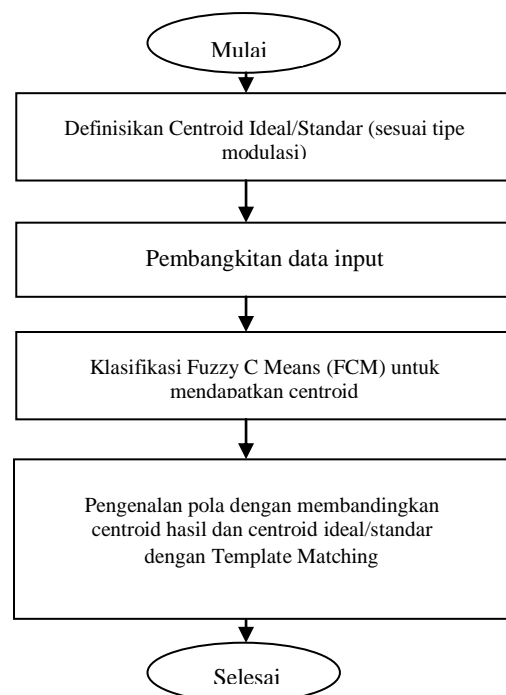 Mulai
Definisikan Centroid Ideal/Standar (sesuai tipe
modulasi)
Pembangkitan data input
Klasifikasi Fuzzy C Means (FCM) untuk
mendapatkan centroid
Pengenalan pola dengan membandingkan
centroid hasil dan centroid ideal/standar
dengan Template Matching
Selesai